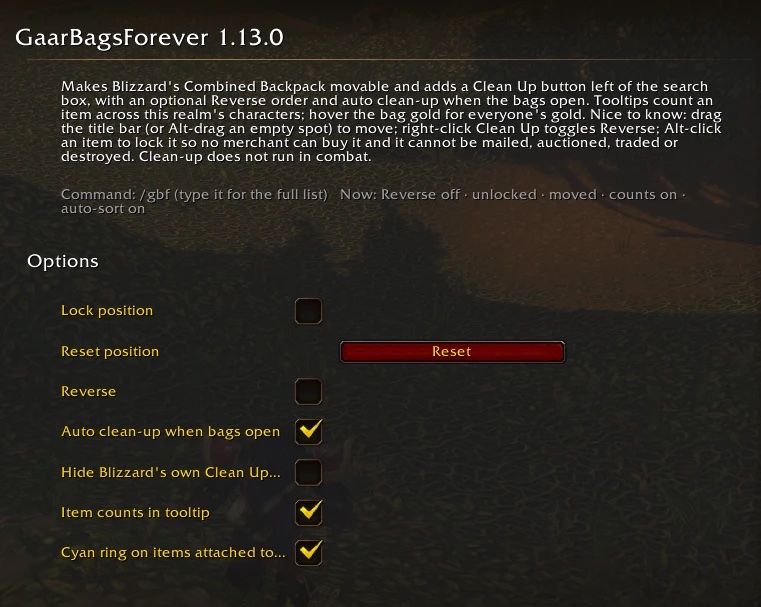 GaarBagsForever 1.13.0
Makes Blizzard's Combined Backpack movable and adds a Clean Up button left of the search
box, with an optional Reverse order and auto clean-up when the bags open. Tooltips count an
item across this realm's characters; hover the bag gold for everyone's gold. Nice to know: drag
the title bar (or Alt-drag an empty spot) to move; right-click Clean Up toggles Reverse; Alt-click
an item to lock it so no merchant can buy it and it cannot be mailed, auctioned, traded or
destroyed. Clean-up does not run in combat.
Command: /gbf (type it for the full list)   Now: Reverse off · unlocked · moved · counts on ·
auto-sort on
Options
Lock position
Reset position Reset
Reverse
Auto clean-up when bags open
Hide Blizzard's own Clean Up...
Item counts in tooltip
Cyan ring on items attached to...